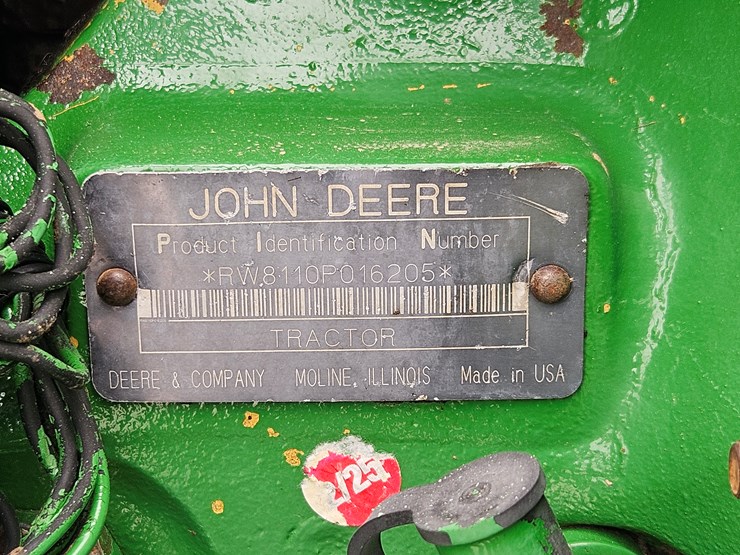 JOHN DEERE
Product Identification Number
*RW8110P016205*
TRACTOR
DEERE & COMPANY MOLINE, ILLINOIS Made in USA